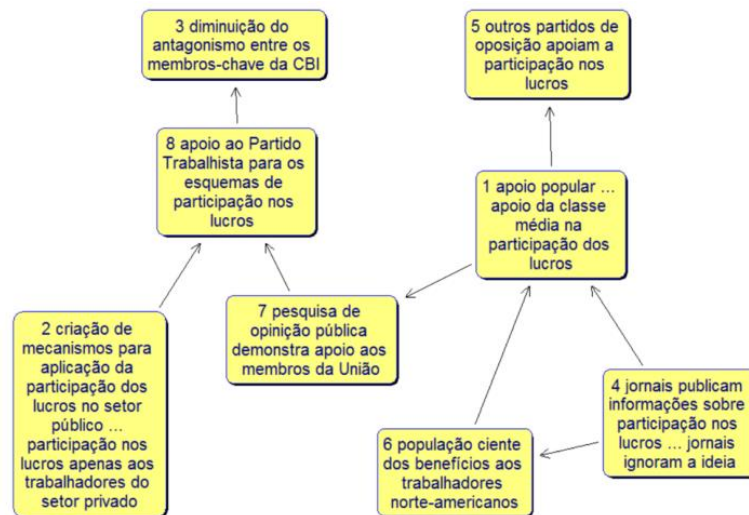 3 diminuição do
antagonismo entre os
membros-chave da CBI
5 outros partidos de
oposição apoiam a
participação nos
lucros
8 apoio ao Partido
Trabalhista para os
esquemas de
participação nos
lucros
1 apoio popular ...
apoio da classe
média na
participação dos
lucros
7 pesquisa de
opinição pública
demonstra apoio aos
membros da União
2 criação de
mecanismos para
aplicação da
participação dos
lucros no setor
público ...
participação nos
lucros apenas aos
trabalhadores do
setor privado
4 jornais publicam
informações sobre
participação nos
lucros ... jornais
ignoram a ideia
6 população ciente
dos benefícios aos
trabalhadores
norte-americanos